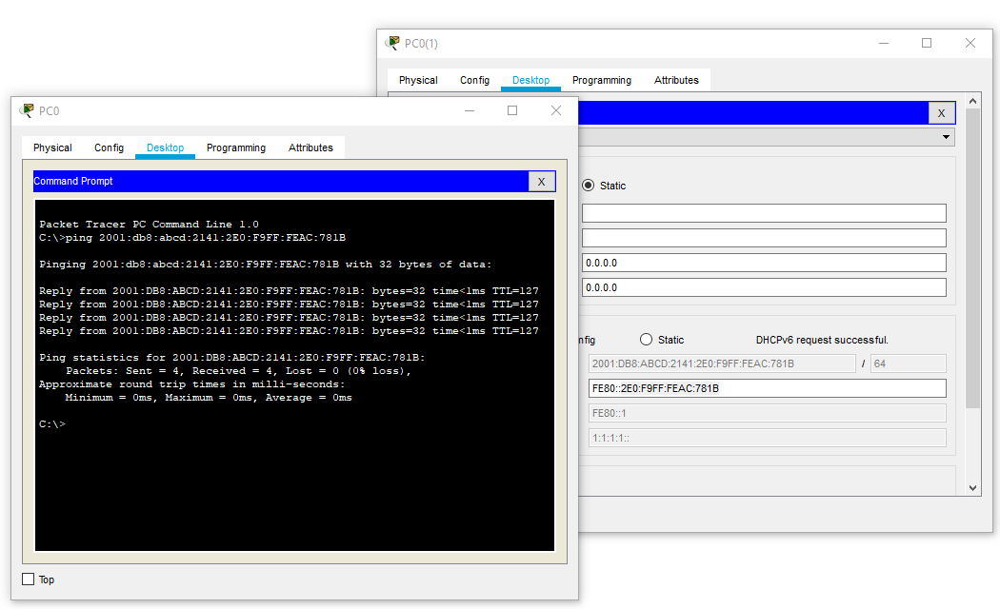 PC0(1)
Physical Config Desktop Programming Attributes
X
Static
0.0.0.0
0.0.0.0
nfig Static DHCPv6 request successful.
2001:DB8:ABCD:2141:2E0:F9FF:FEAC:781B / 64
FE80::2E0:F9FF:FEAC:781B
FE80::1
1:1:1:1::
PC0
Physical Config Desktop Programming Attributes
Command Prompt X
Packet Tracer PC Command Line 1.0
C:\>ping 2001:db8:abcd:2141:2E0:F9FF:FEAC:781B
Pinging 2001:db8:abcd:2141:2E0:F9FF:FEAC:781B with 32 bytes of data:
Reply from 2001:DB8:ABCD:2141:2E0:F9FF:FEAC:781B: bytes=32 time<1ms TTL=127
Reply from 2001:DB8:ABCD:2141:2E0:F9FF:FEAC:781B: bytes=32 time<1ms TTL=127
Reply from 2001:DB8:ABCD:2141:2E0:F9FF:FEAC:781B: bytes=32 time<1ms TTL=127
Reply from 2001:DB8:ABCD:2141:2E0:F9FF:FEAC:781B: bytes=32 time<1ms TTL=127
Ping statistics for 2001:DB8:ABCD:2141:2E0:F9FF:FEAC:781B:
Packets: Sent = 4, Received = 4, Lost = 0 (0% loss),
Approximate round trip times in milli-seconds:
Minimum = 0ms, Maximum = 0ms, Average = 0ms
C:\>
Top